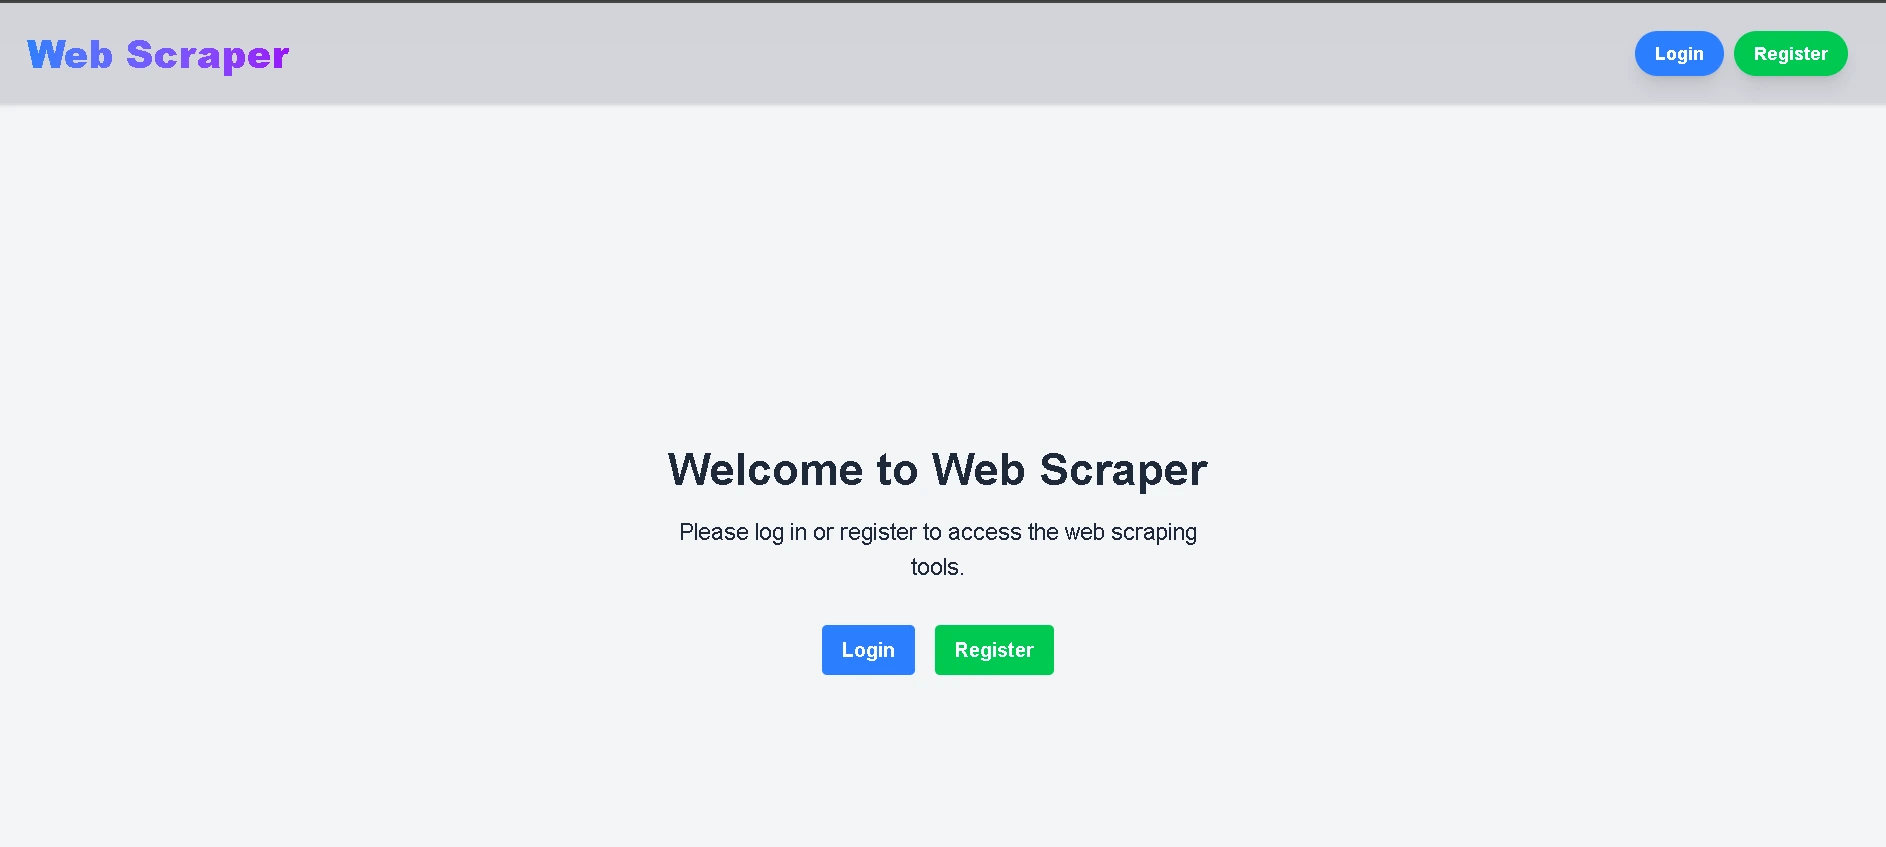 Web Scraper
Login
Register
Welcome to Web Scraper
Please log in or register to access the web scraping
tools.
Login
Register